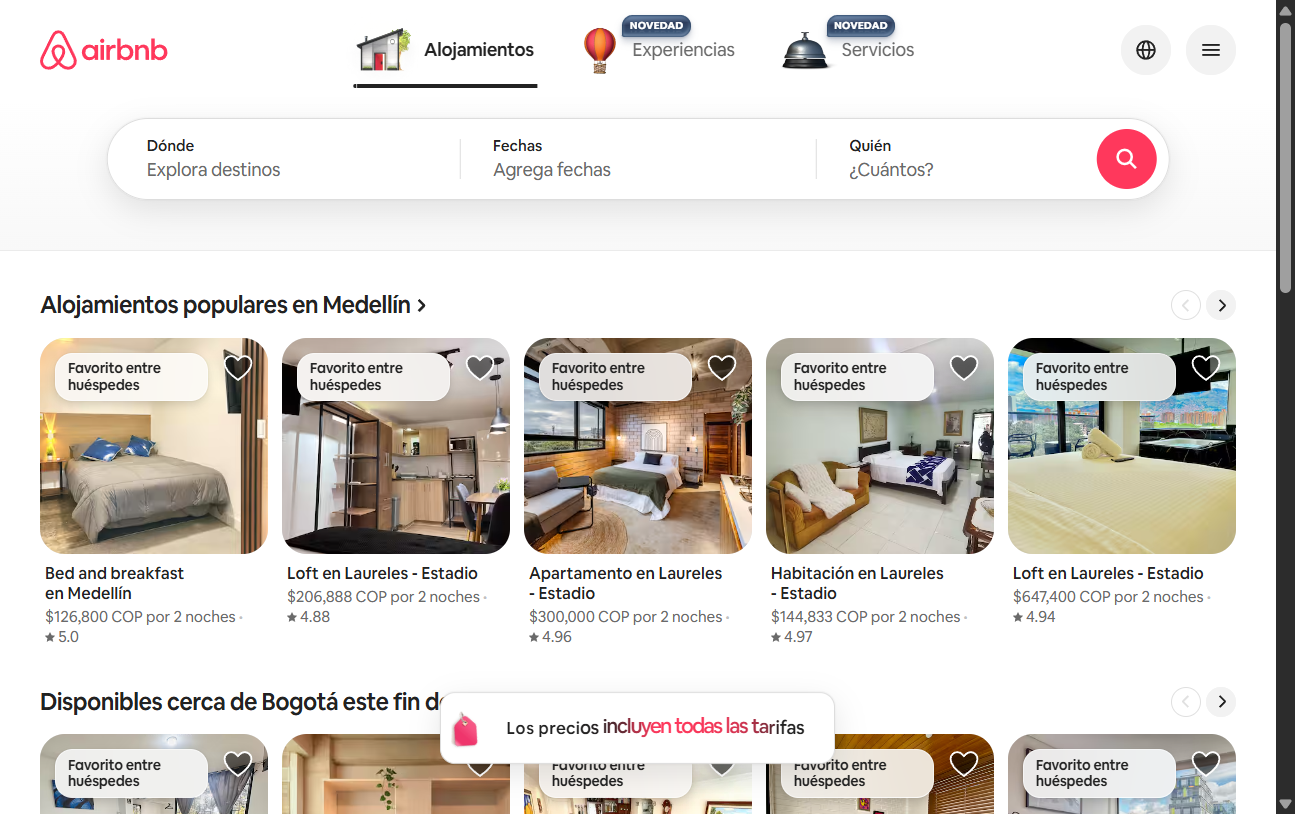 airbnb
Alojamientos
NOVEDAD
Experiencias
NOVEDAD
Servicios
Dónde
Explora destinos
Fechas
Agrega fechas
Quién
¿Cuántos?
Alojamientos populares en Medellín
Favorito entre
huéspedes
Favorito entre
huéspedes
Favorito entre
huéspedes
Favorito entre
huéspedes
Favorito entre
huéspedes
Bed and breakfast
en Medellín
$126,800 COP por 2 noches ·
★ 5.0
Loft en Laureles - Estadio
$206,888 COP por 2 noches ·
★ 4.88
Apartamento en Laureles
- Estadio
$300,000 COP por 2 noches ·
★ 4.96
Habitación en Laureles
- Estadio
$144,833 COP por 2 noches ·
★ 4.97
Loft en Laureles - Estadio
$647,400 COP por 2 noches ·
★ 4.94
Disponibles cerca de Bogotá este fin
Los precios incluyen todas las tarifas
Favorito entre
huéspedes
Favorito entre
huéspedes
Favorito entre
huéspedes
Favorito entre
huéspedes